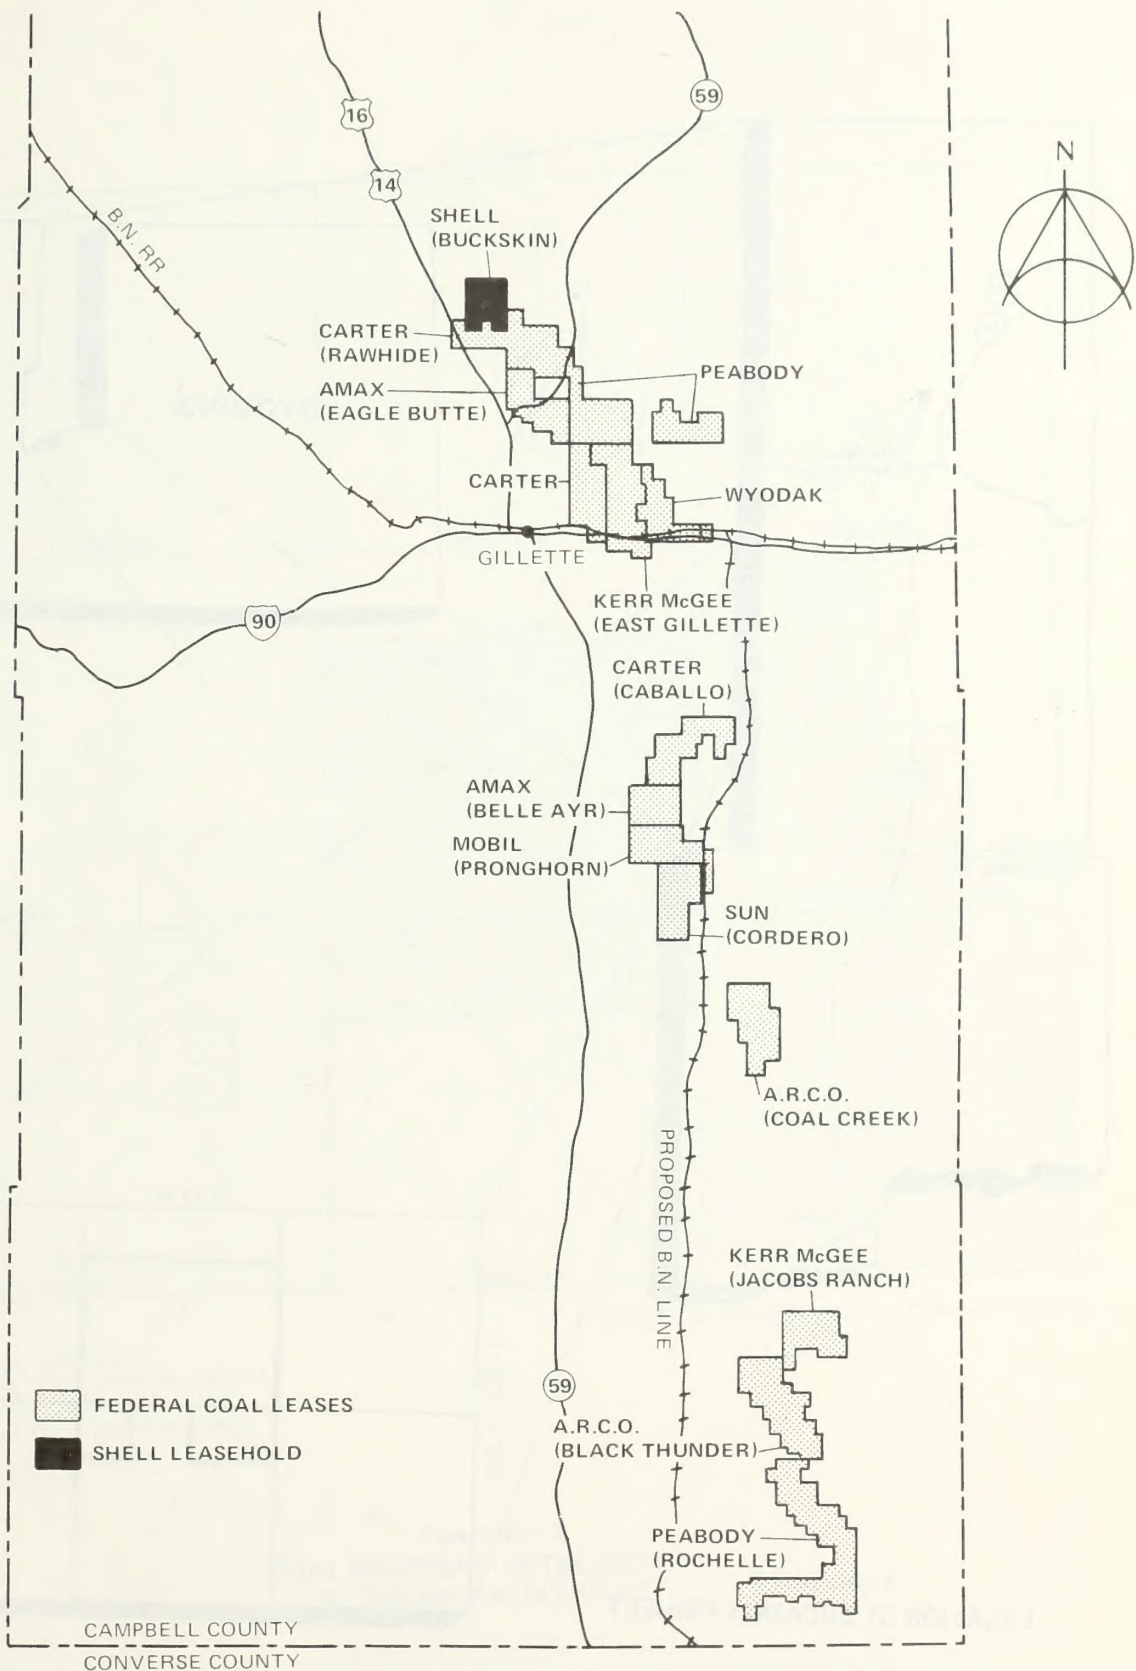 59
16
N
14
SHELL
(BUCKSKIN)
B.N. RR
CARTER
(RAWHIDE)
PEABODY
AMAX
(EAGLE BUTTE)
CARTER
WYODAK
GILLETTE
KERR McGEE
(EAST GILLETTE)
90
CARTER
(CABALLO)
AMAX
(BELLE AYR)
MOBIL
(PRONGHORN)
SUN
(CORDERO)
A.R.C.O.
(COAL CREEK)
PROPOSED B.N. LINE
KERR McGEE
(JACOBS RANCH)
59
FEDERAL COAL LEASES
SHELL LEASEHOLD
A.R.C.O.
(BLACK THUNDER)
PEABODY
(ROCHELLE)
CAMPBELL COUNTY
CONVERSE COUNTY